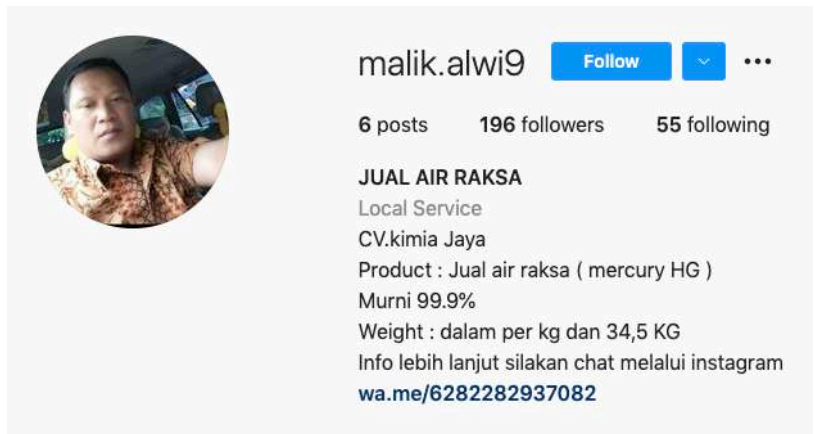 malik.alwi9 Follow
6 posts 196 followers 55 following
JUAL AIR RAKSA
Local Service
CV.kimia Jaya
Product : Jual air raksa ( mercury HG )
Murni 99.9%
Weight : dalam per kg dan 34,5 KG
Info lebih lanjut silakan chat melalui instagram
wa.me/6282282937082